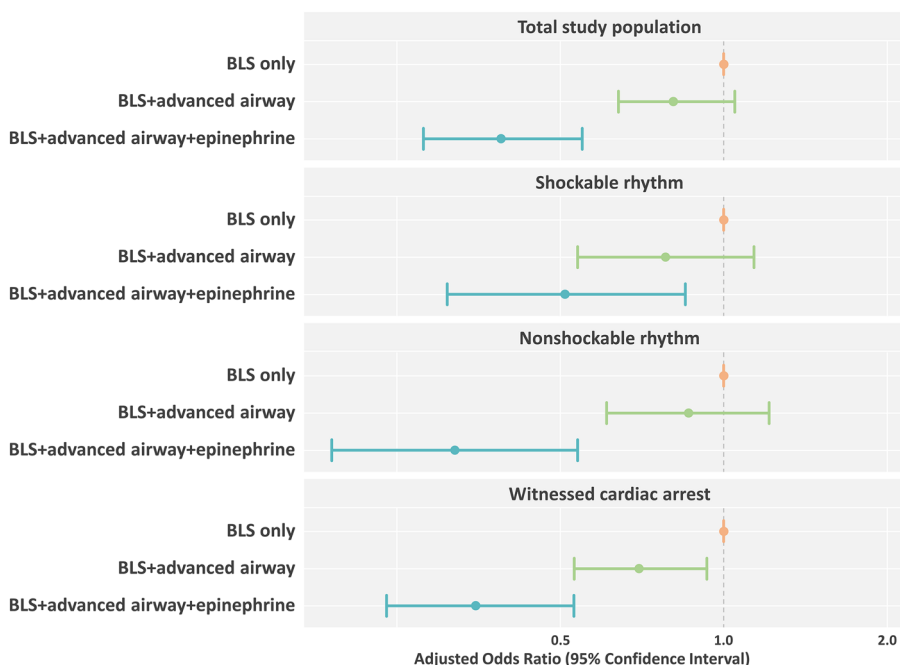 Total study population
BLS only
BLS+advanced airway
BLS+advanced airway+epinephrine
Shockable rhythm
BLS only
BLS+advanced airway
BLS+advanced airway+epinephrine
Nonshockable rhythm
BLS only
BLS+advanced airway
BLS+advanced airway+epinephrine
Witnessed cardiac arrest
BLS only
BLS+advanced airway
BLS+advanced airway+epinephrine
0.5 1.0 2.0
Adjusted Odds Ratio (95% Confidence Interval)